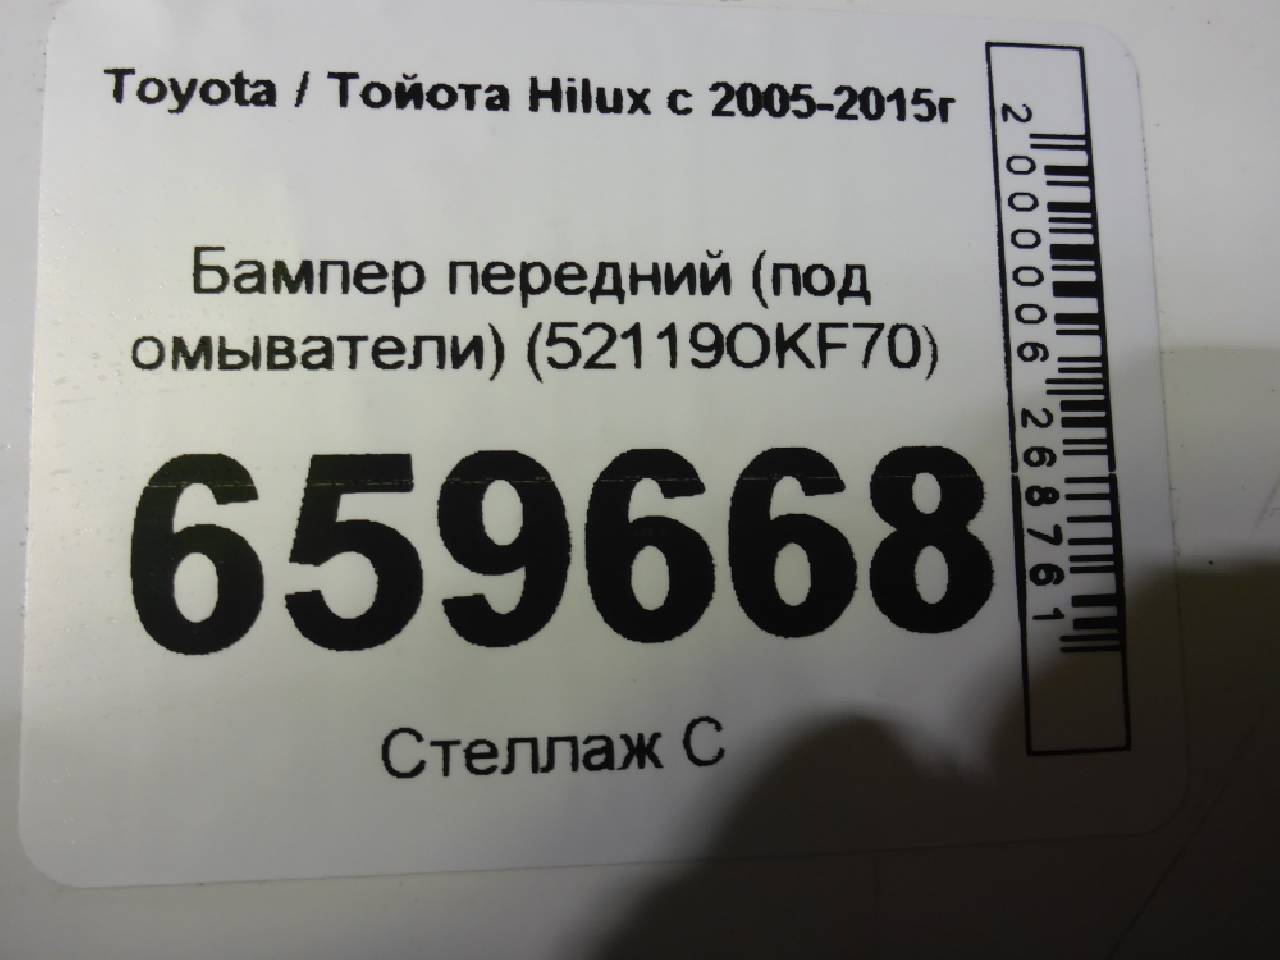 Toyota / Тойота Hilux с 2005-2015г
Бампер передний (под
омыватели) (52119OKF70)
659668
Стеллаж С
2000006268761